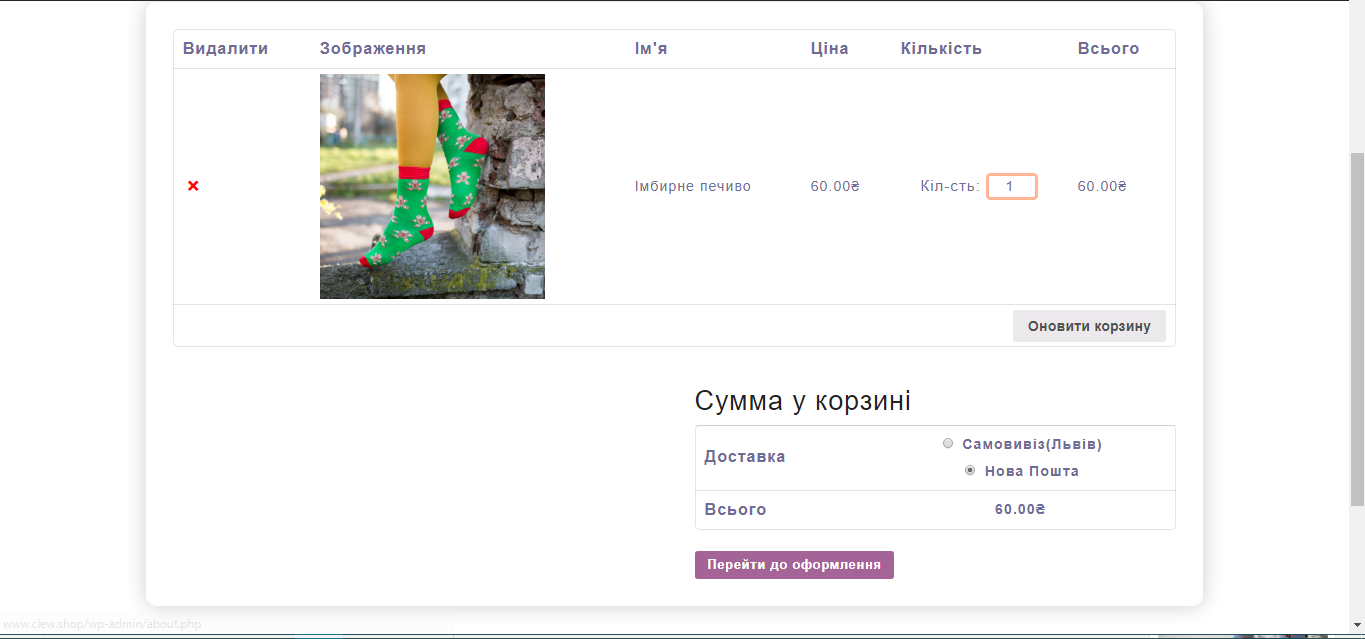 Видалити Зображення Ім'я Ціна Кількість Всього
× Імбирне печиво 60.00₴ Кіл-сть: 1 60.00₴
Оновити корзину
Сумма у корзині
Доставка
Самовивіз(Львів)
Нова Пошта
Всього 60.00₴
Перейти до оформлення
www.clew.shop/wp-admin/about.php